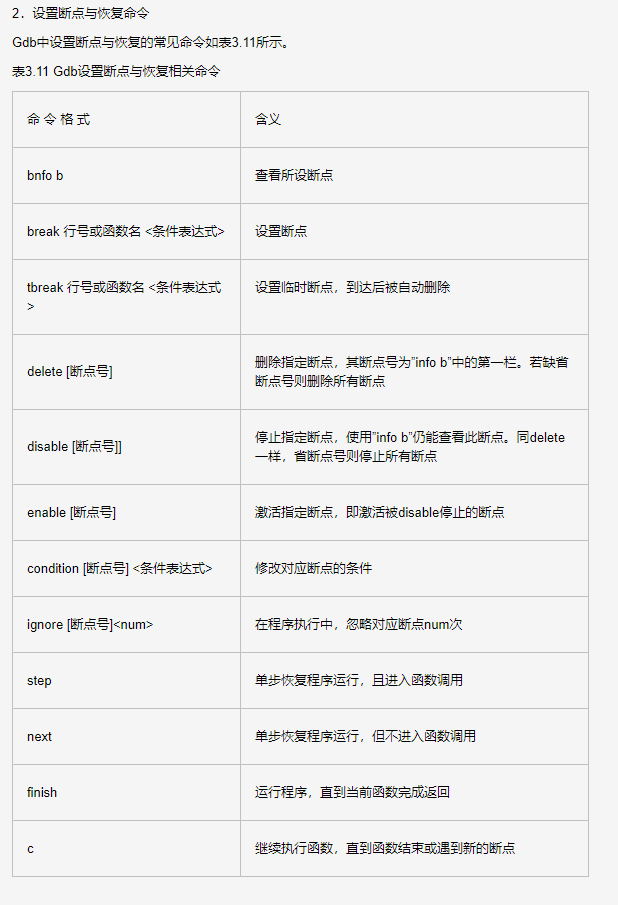 2．设置断点与恢复命令
Gdb中设置断点与恢复的常见命令如表3.11所示。
表3.11 Gdb设置断点与恢复相关命令
命 令 格 式
含义
bnfo b
查看所设断点
break 行号或函数名 <条件表达式>
设置断点
tbreak 行号或函数名 <条件表达式
>
设置临时断点，到达后被自动删除
delete [断点号]
删除指定断点，其断点号为”info b”中的第一栏。若缺省
断点号则删除所有断点
disable [断点号]]
停止指定断点，使用”info b”仍能查看此断点。同delete
一样，省断点号则停止所有断点
enable [断点号]
激活指定断点，即激活被disable停止的断点
condition [断点号] <条件表达式>
修改对应断点的条件
ignore [断点号]<num>
在程序执行中，忽略对应断点num次
step
单步恢复程序运行，且进入函数调用
next
单步恢复程序运行，但不进入函数调用
finish
运行程序，直到当前函数完成返回
c
继续执行函数，直到函数结束或遇到新的断点